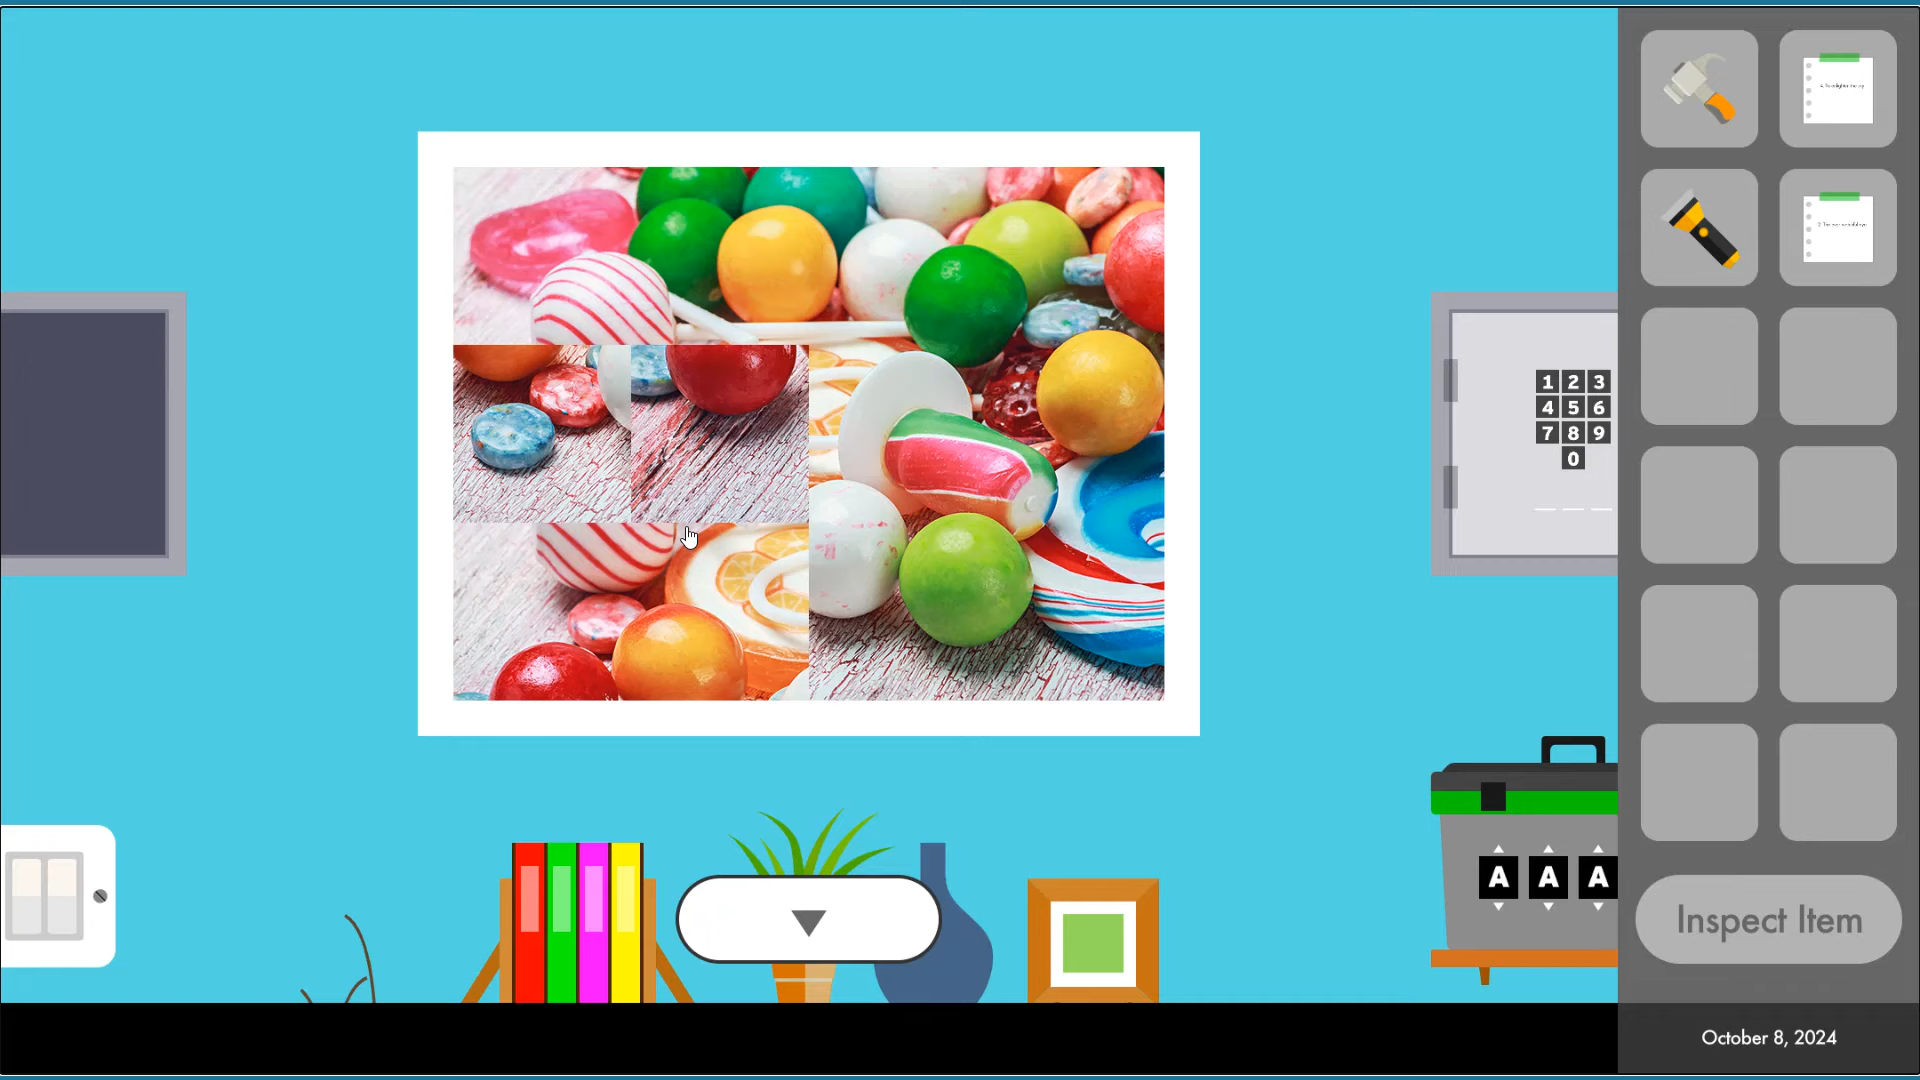 1 2 3
4 5 6
7 8 9
0
A A A
Inspect Item
October 8, 2024